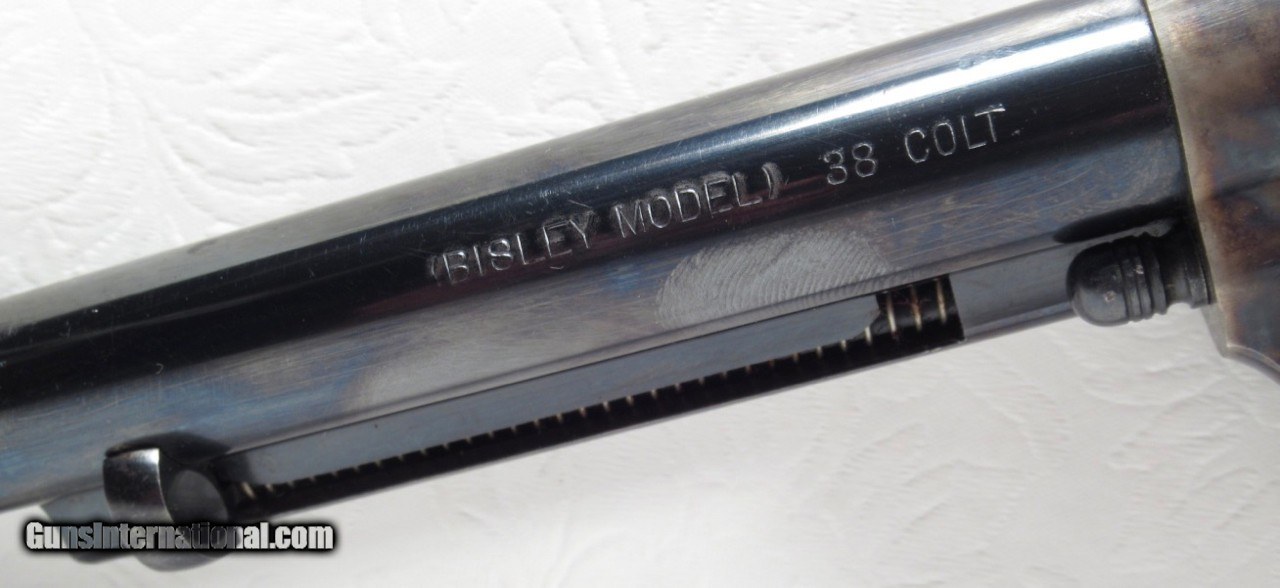 (BISLEY MODEL) 38 COLT.
GunsInternational.com